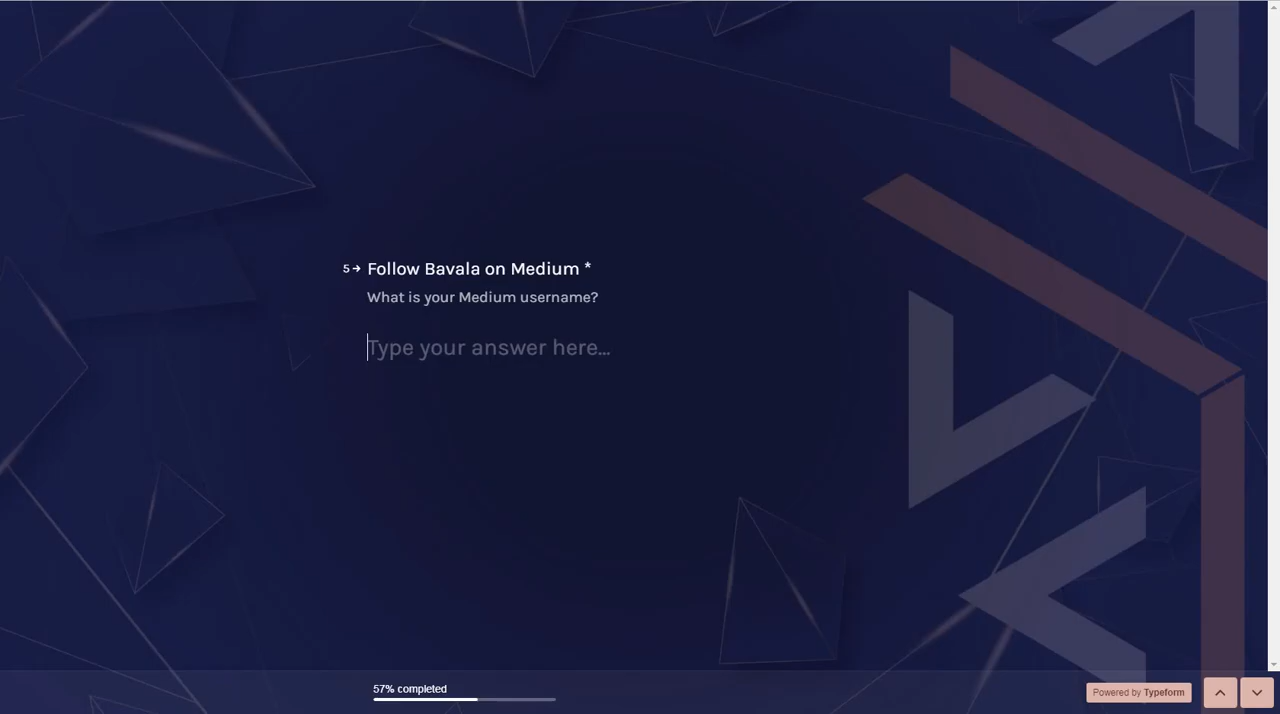 5 → Follow Bavala on Medium *
What is your Medium username?
Type your answer here...
57% completed
Powered by Typeform